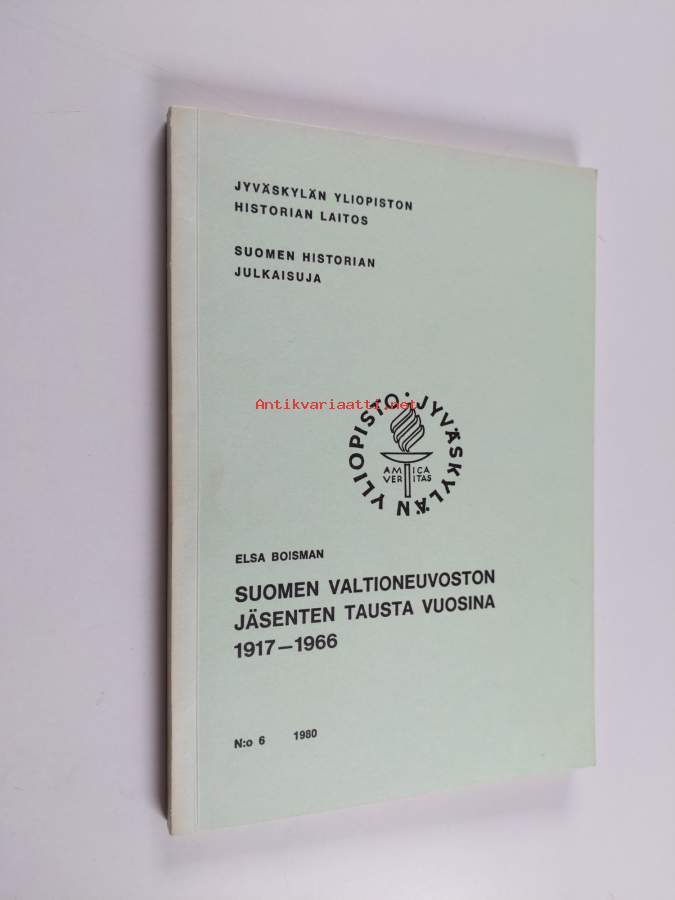 JYVÄSKYLÄN YLIOPISTON
HISTORIAN LAITOS
SUOMEN HISTORIAN
JULKAISUJA
Antikvariaatti.net
JYVÄSKYLÄN YLIOPISTO
AMICA
VERITAS
ELSA BOISMAN
SUOMEN VALTIONEUVOSTON
JÄSENTEN TAUSTA VUOSINA
1917—1966
N:o 6 1980